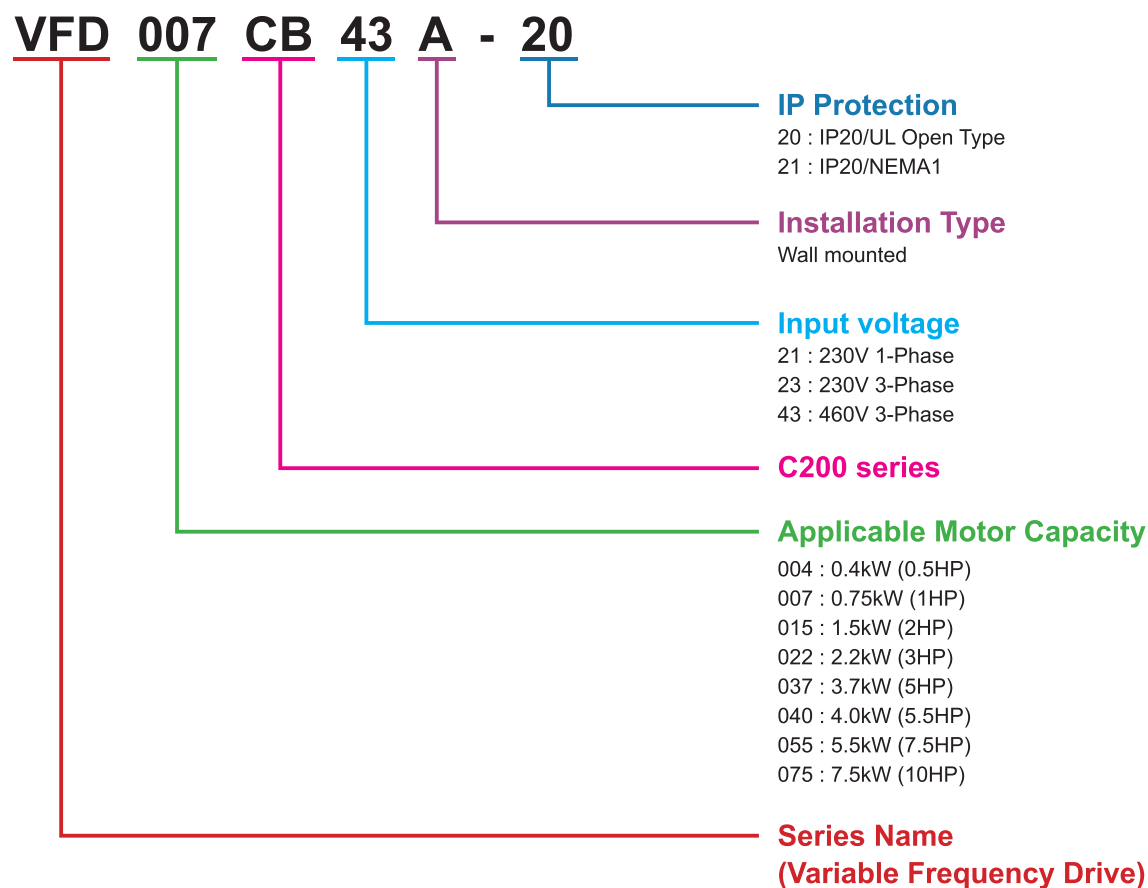 VFD 007 CB 43 A - 20
IP Protection
20 : IP20/UL Open Type
21 : IP20/NEMA1
Installation Type
Wall mounted
Input voltage
21 : 230V 1-Phase
23 : 230V 3-Phase
43 : 460V 3-Phase
C200 series
Applicable Motor Capacity
004 : 0.4kW (0.5HP)
007 : 0.75kW (1HP)
015 : 1.5kW (2HP)
022 : 2.2kW (3HP)
037 : 3.7kW (5HP)
040 : 4.0kW (5.5HP)
055 : 5.5kW (7.5HP)
075 : 7.5kW (10HP)
Series Name
(Variable Frequency Drive)